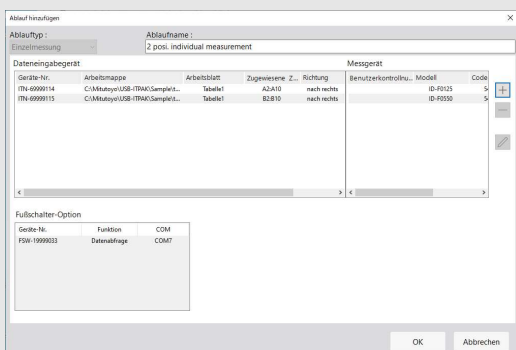 Ablauf hinzufügen
Ablauftyp :
Ablaufname :
Einzelmessung
2 posi. individual measurement
Dateneingabegerät
Messgerät
Geräte-Nr. Arbeitsmappe Arbeitsblatt Zugewiesene Z... Richtung
Benutzerkontrollnu... Modell Code
ITN-69999114 C:\Mitutoyo\USB-ITPAK\Sample\t... Tabelle1 A2:A10 nach rechts ID-F0125 5
ITN-69999115 C:\Mitutoyo\USB-ITPAK\Sample\t... Tabelle1 B2:B10 nach rechts ID-F0550 5
Fußschalter-Option
Geräte-Nr. Funktion COM
FSW-19999033 Datenabfrage COM7
OK Abbrechen